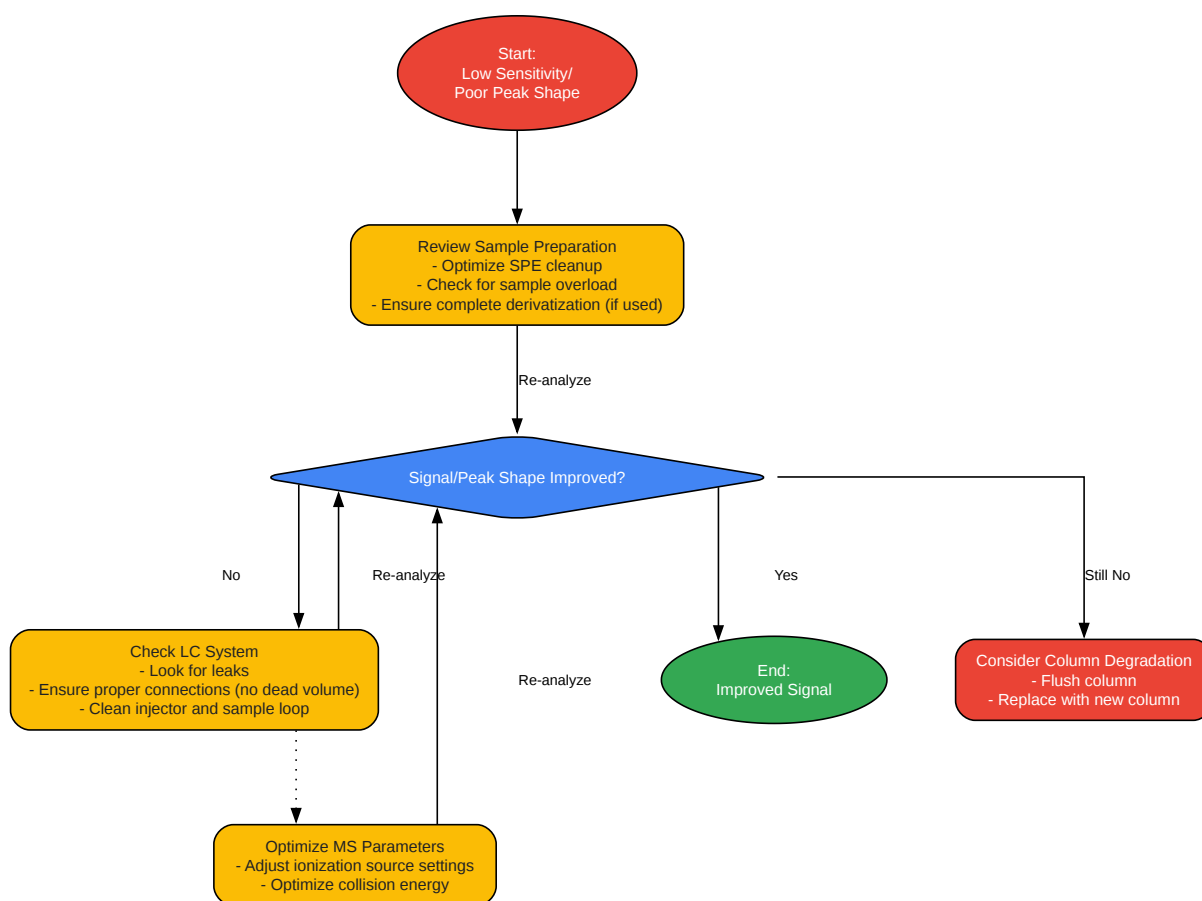 Start:
Low Sensitivity/
Poor Peak Shape
Review Sample Preparation
- Optimize SPE cleanup
- Check for sample overload
- Ensure complete derivatization (if used)
Re-analyze
Signal/Peak Shape Improved?
No
Re-analyze
Yes
Still No
Check LC System
- Look for leaks
- Ensure proper connections (no dead volume)
- Clean injector and sample loop
Re-analyze
End:
Improved Signal
Consider Column Degradation
- Flush column
- Replace with new column
Optimize MS Parameters
- Adjust ionization source settings
- Optimize collision energy